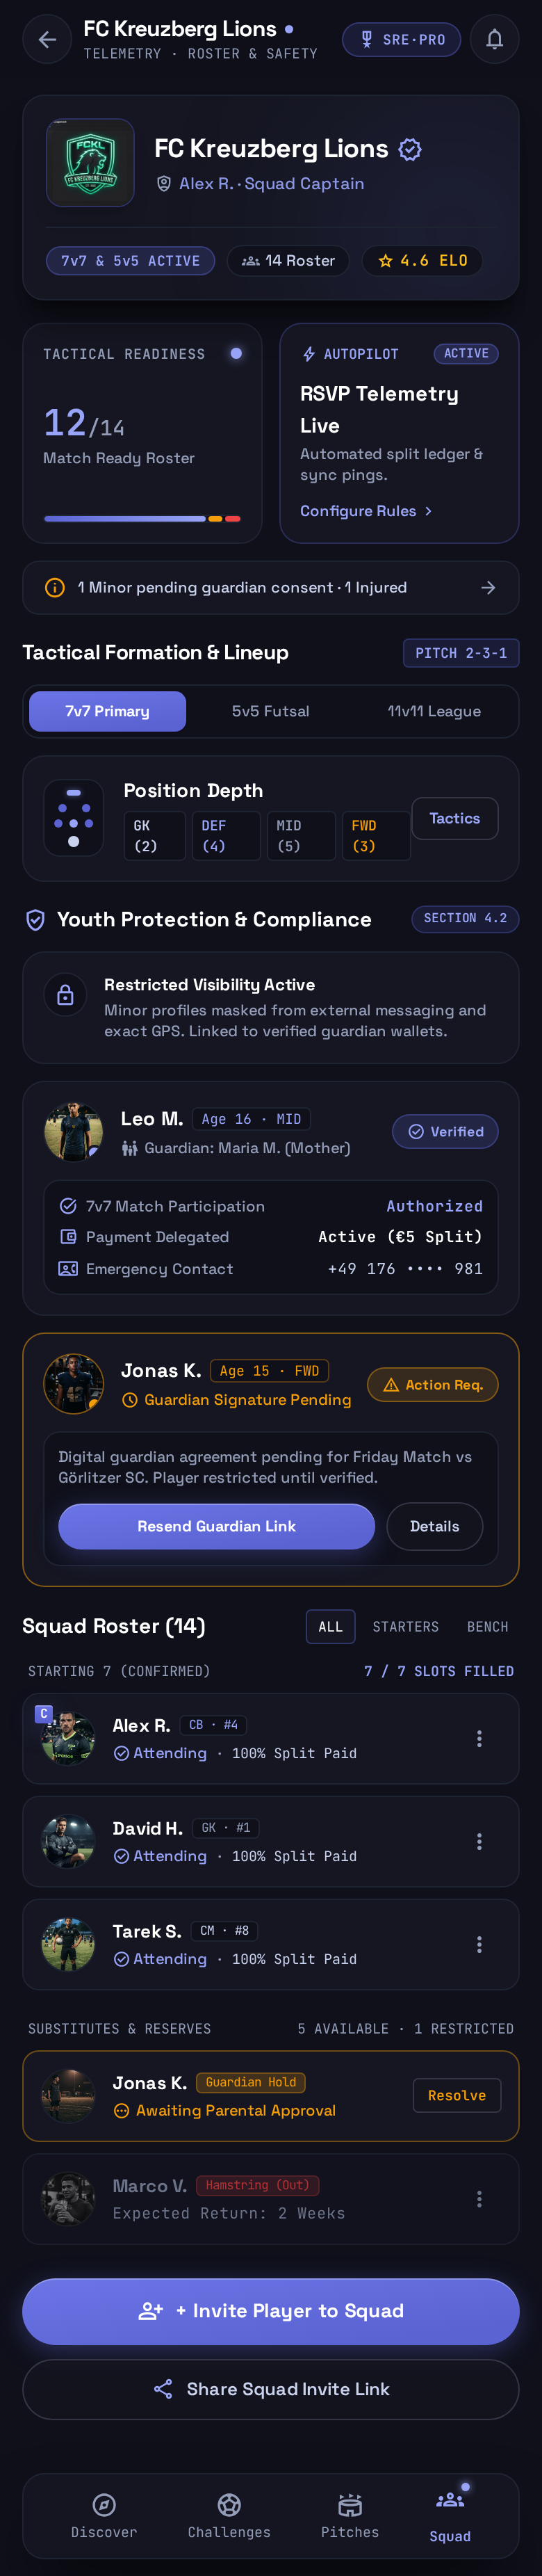 FC Kreuzberg Lions
TELEMETRY · ROSTER & SAFETY
SRE·PRO
FCKL
FC KREUZBERG LIONS
FC Kreuzberg Lions
Alex R. · Squad Captain
7v7 & 5v5 ACTIVE
14 Roster
4.6 ELO
TACTICAL READINESS
12/14
Match Ready Roster
AUTOPILOT
ACTIVE
RSVP Telemetry
Live
Automated split ledger &
sync pings.
Configure Rules
1 Minor pending guardian consent · 1 Injured
Tactical Formation & Lineup
PITCH 2-3-1
7v7 Primary
5v5 Futsal
11v11 League
Position Depth
GK
(2)
DEF
(4)
MID
(5)
FWD
(3)
Tactics
Youth Protection & Compliance
SECTION 4.2
Restricted Visibility Active
Minor profiles masked from external messaging and
exact GPS. Linked to verified guardian wallets.
Leo M.
Age 16 · MID
Guardian: Maria M. (Mother)
Verified
7v7 Match Participation
Authorized
Payment Delegated
Active (€5 Split)
Emergency Contact
+49 176 •••• 981
Jonas K.
Age 15 · FWD
Guardian Signature Pending
Action Req.
Digital guardian agreement pending for Friday Match vs
Görlitzer SC. Player restricted until verified.
Resend Guardian Link
Details
Squad Roster (14)
ALL
STARTERS
BENCH
STARTING 7 (CONFIRMED)
7 / 7 SLOTS FILLED
C
Alex R.
CB · #4
Attending · 100% Split Paid
David H.
GK · #1
Attending · 100% Split Paid
Tarek S.
CM · #8
Attending · 100% Split Paid
SUBSTITUTES & RESERVES
5 AVAILABLE · 1 RESTRICTED
Jonas K.
Guardian Hold
Awaiting Parental Approval
Resolve
Marco V.
Hamstring (Out)
Expected Return: 2 Weeks
+ Invite Player to Squad
Share Squad Invite Link
Discover
Challenges
Pitches
Squad